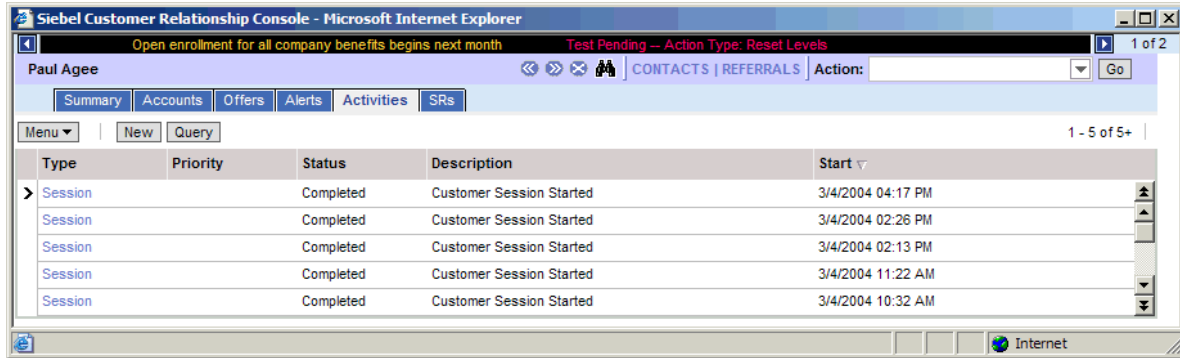 Siebel Customer Relationship Console - Microsoft Internet Explorer
Open enrollment for all company benefits begins next month Test Pending -- Action Type: Reset Levels 1 of 2
Paul Agee CONTACTS | REFERRALS Action: Go
Summary Accounts Offers Alerts Activities SRs
Menu New Query 1 - 5 of 5+
Type Priority Status Description Start
Session Completed Customer Session Started 3/4/2004 04:17 PM
Session Completed Customer Session Started 3/4/2004 02:26 PM
Session Completed Customer Session Started 3/4/2004 02:13 PM
Session Completed Customer Session Started 3/4/2004 11:22 AM
Session Completed Customer Session Started 3/4/2004 10:32 AM
Internet